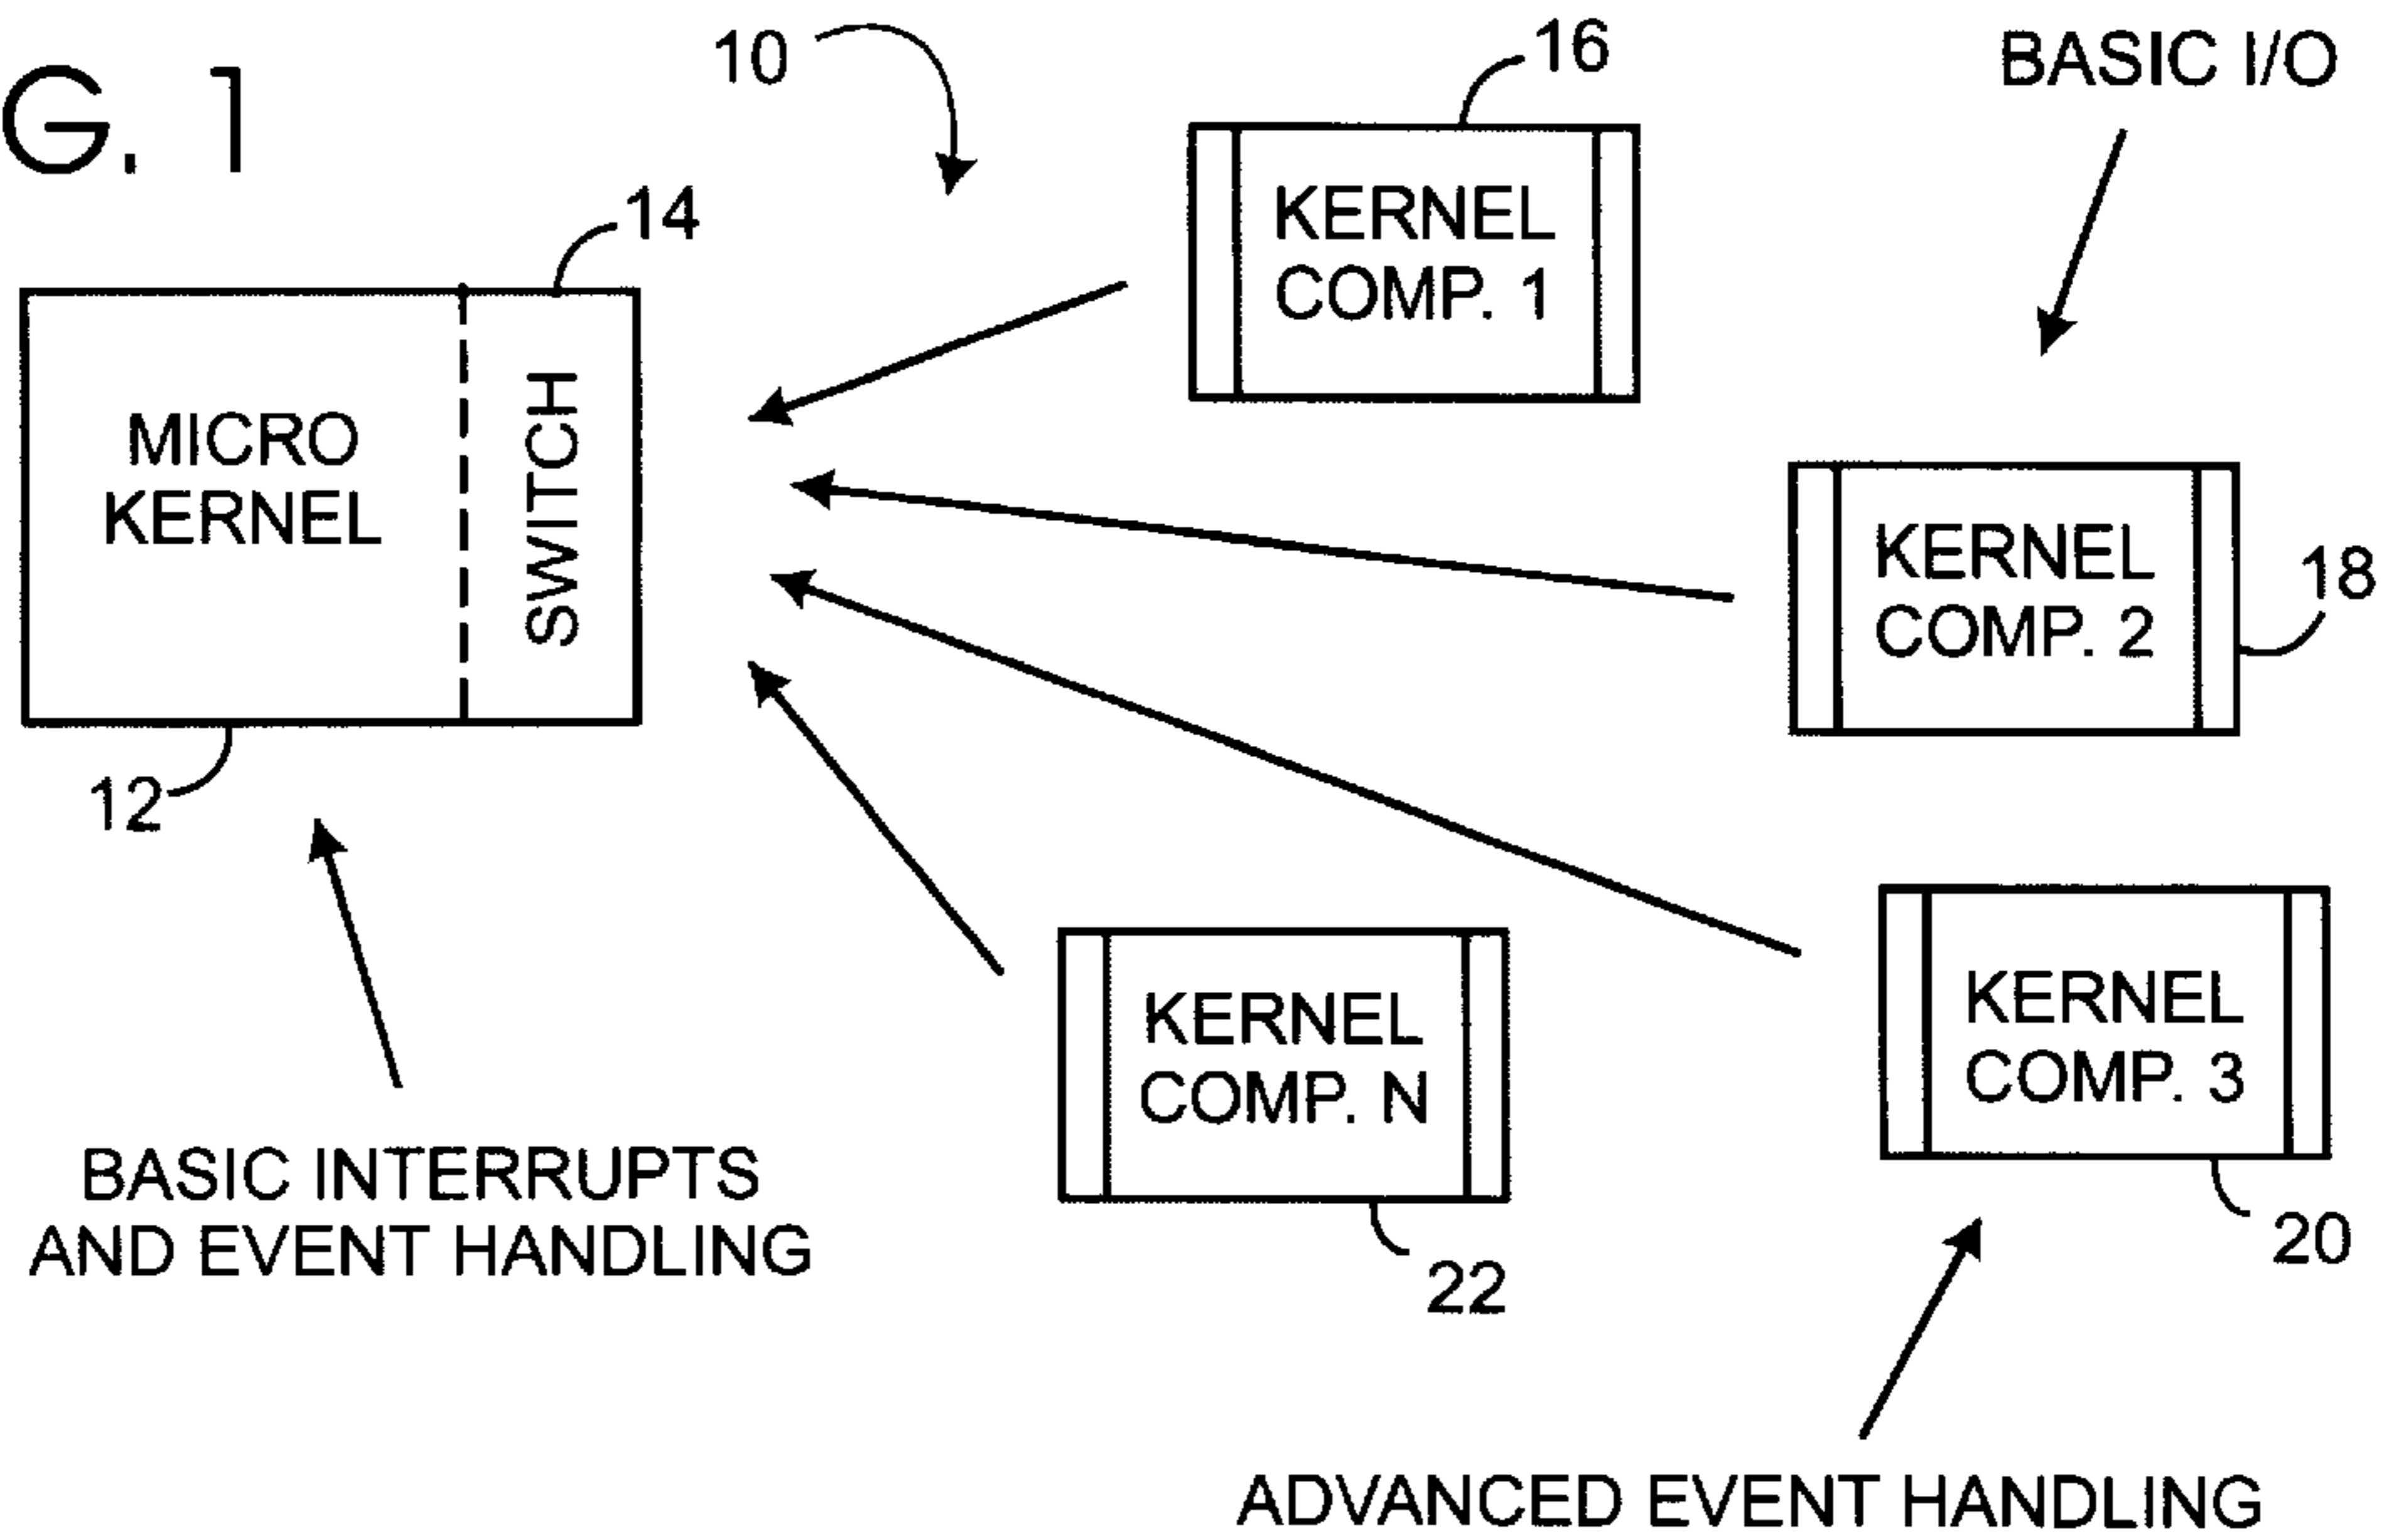 G. 1
10
16
BASIC I/O
14
KERNEL
COMP. 1
MICRO
KERNEL
SWITCH
KERNEL
COMP. 2
18
12
KERNEL
COMP. N
KERNEL
COMP. 3
BASIC INTERRUPTS
AND EVENT HANDLING
22
20
ADVANCED EVENT HANDLING